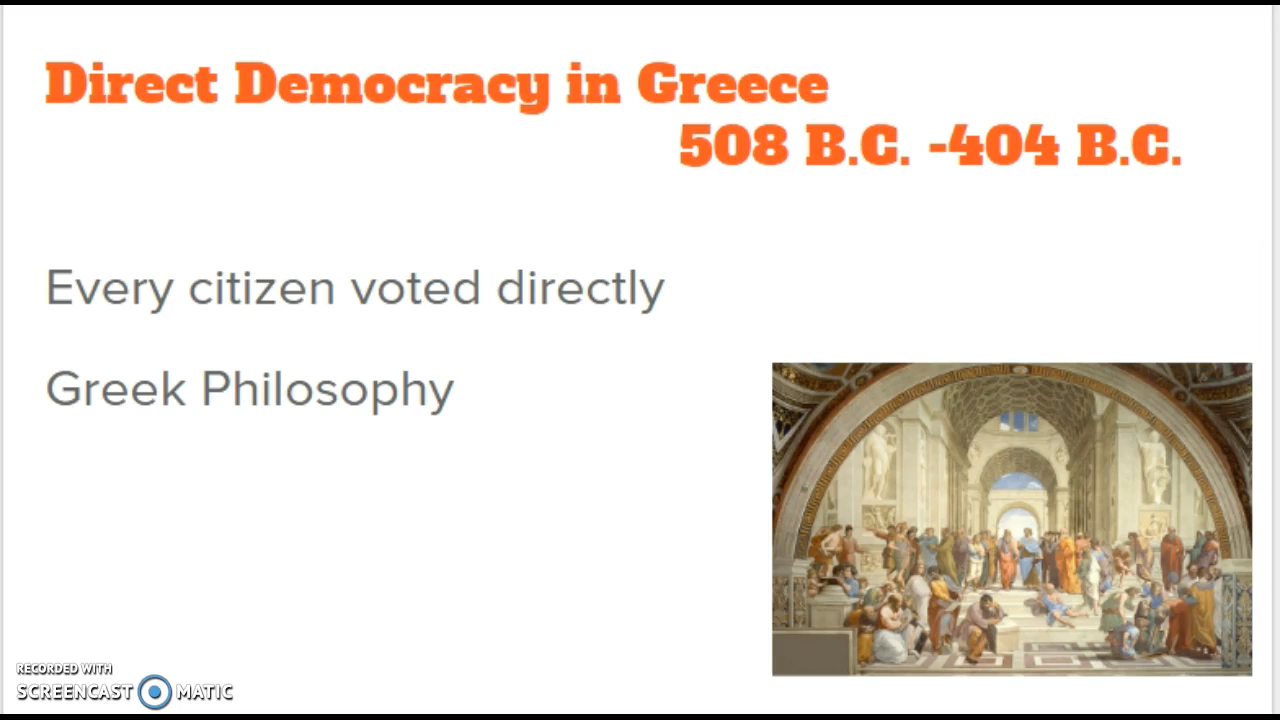 Direct Democracy in Greece
508 B.C. -404 B.C.
Every citizen voted directly
Greek Philosophy
RECORDED WITH
SCREENCAST MATIC